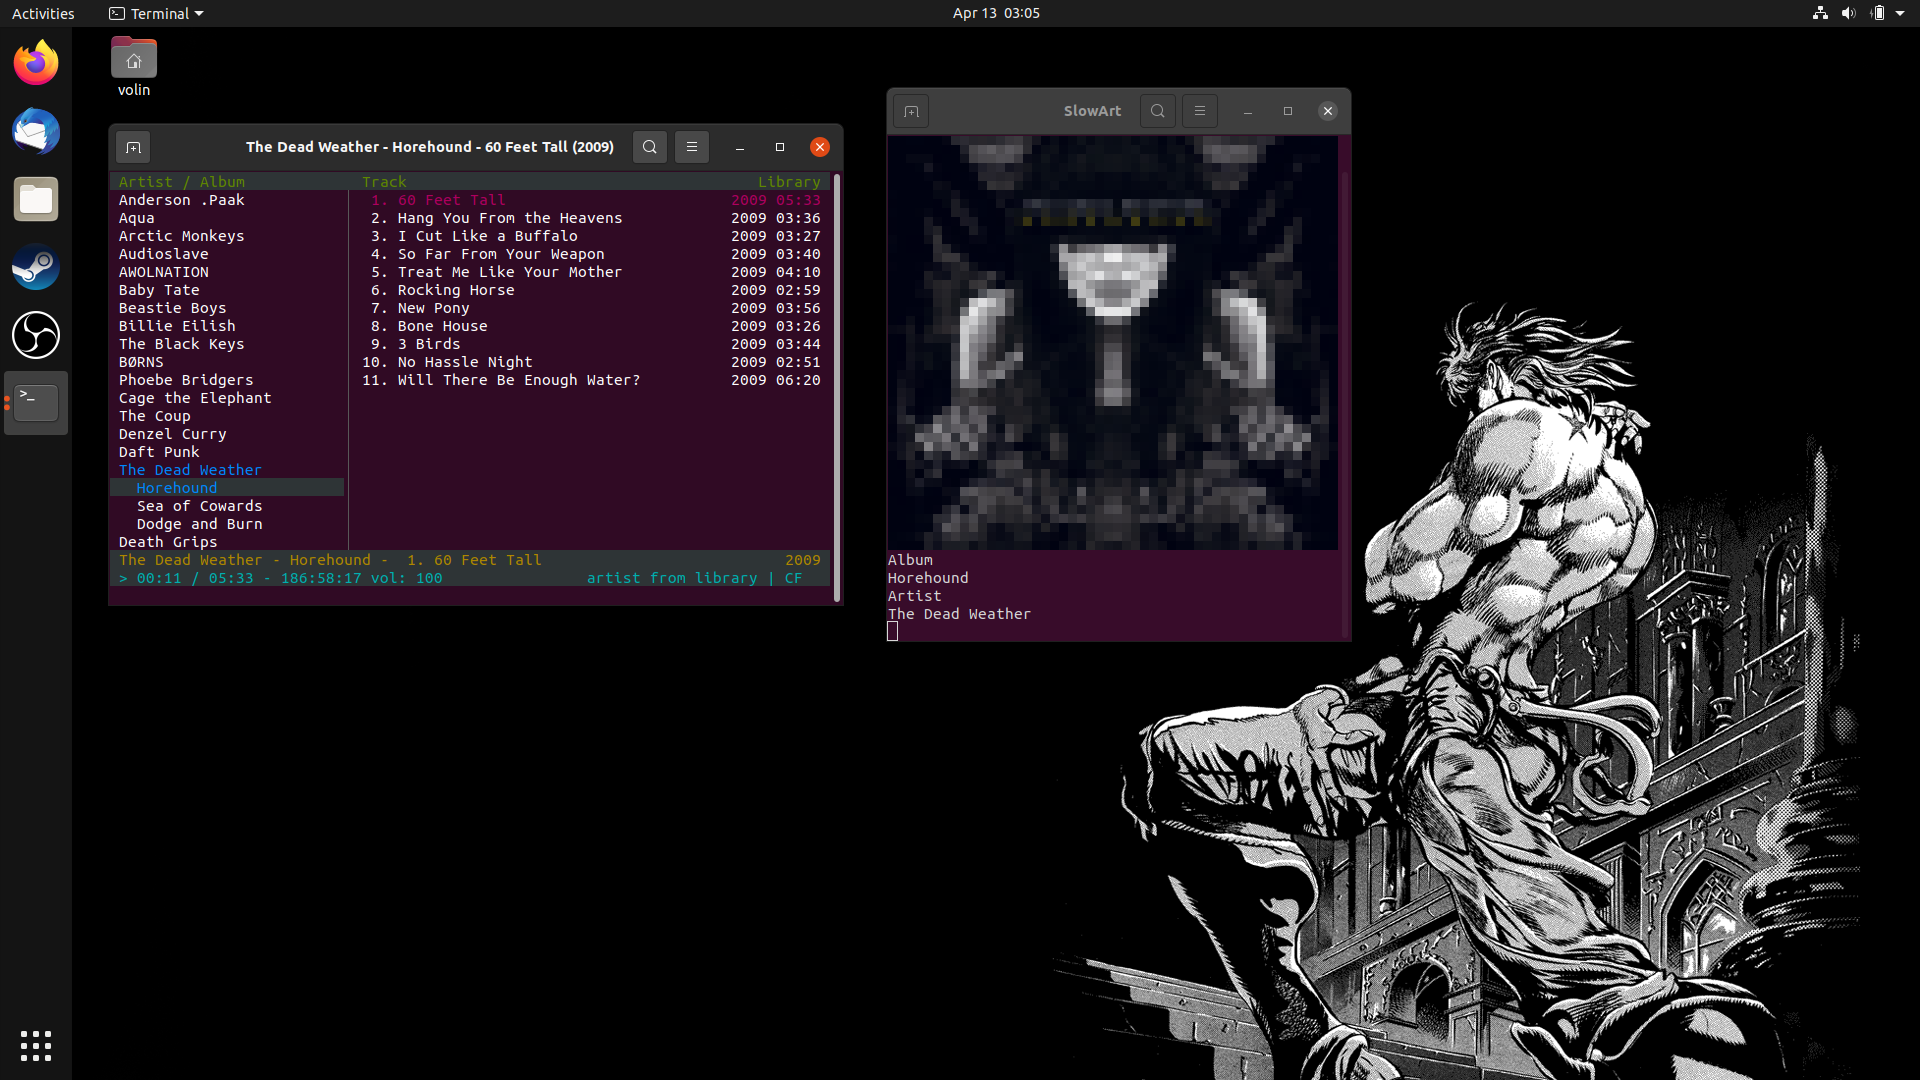 Activities
Terminal
Apr 13 03:05
volin
The Dead Weather - Horehound - 60 Feet Tall (2009)
Artist / Album
Anderson .Paak
Aqua
Arctic Monkeys
Audioslave
AWOLNATION
Baby Tate
Beastie Boys
Billie Eilish
The Black Keys
BØRNS
Phoebe Bridgers
Cage the Elephant
The Coup
Denzel Curry
Daft Punk
The Dead Weather
Horehound
Sea of Cowards
Dodge and Burn
Death Grips
Track Library
1. 60 Feet Tall 2009 05:33
2. Hang You From the Heavens 2009 03:36
3. I Cut Like a Buffalo 2009 03:27
4. So Far From Your Weapon 2009 03:40
5. Treat Me Like Your Mother 2009 04:10
6. Rocking Horse 2009 02:59
7. New Pony 2009 03:56
8. Bone House 2009 03:26
9. 3 Birds 2009 03:44
10. No Hassle Night 2009 02:51
11. Will There Be Enough Water? 2009 06:20
The Dead Weather - Horehound - 1. 60 Feet Tall 2009
> 00:11 / 05:33 - 186:58:17 vol: 100 artist from library | CF
SlowArt
Album
Horehound
Artist
The Dead Weather